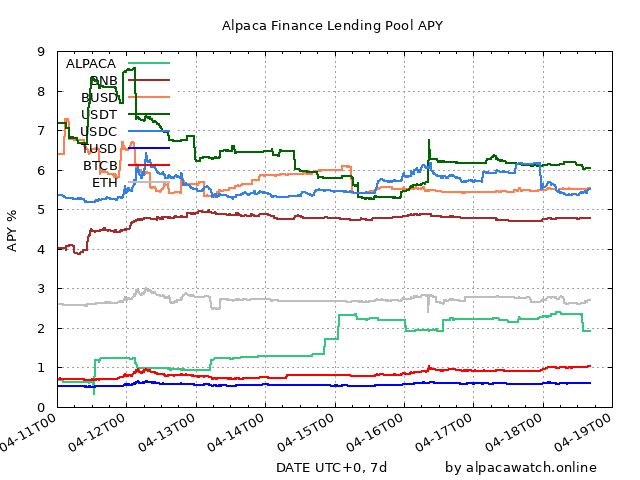 Alpaca Finance Lending Pool APY
9
8
7
6
5
4
3
2
1
0
APY %
ALPACA
BNB
BUSD
USDT
USDC
TUSD
BTCB
ETH
04-11T00
04-12T00
04-13T00
04-14T00
04-15T00
04-16T00
04-17T00
04-18T00
04-19T00
DATE UTC+0, 7d
by alpacawatch.online